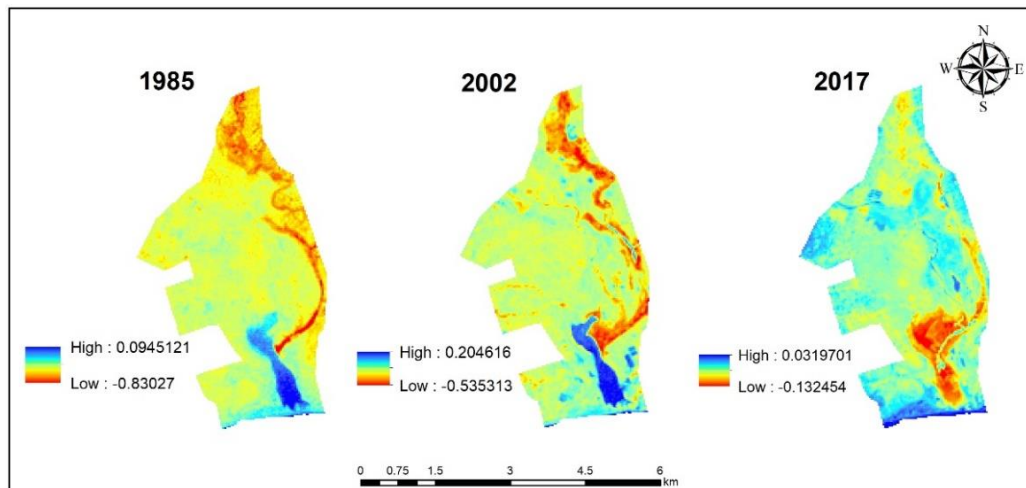 1985
2002
2017
N
W E
S
High : 0.0945121
Low : -0.83027
High : 0.204616
Low : -0.535313
High : 0.0319701
Low : -0.132454
0 0.75 1.5 3 4.5 6
km